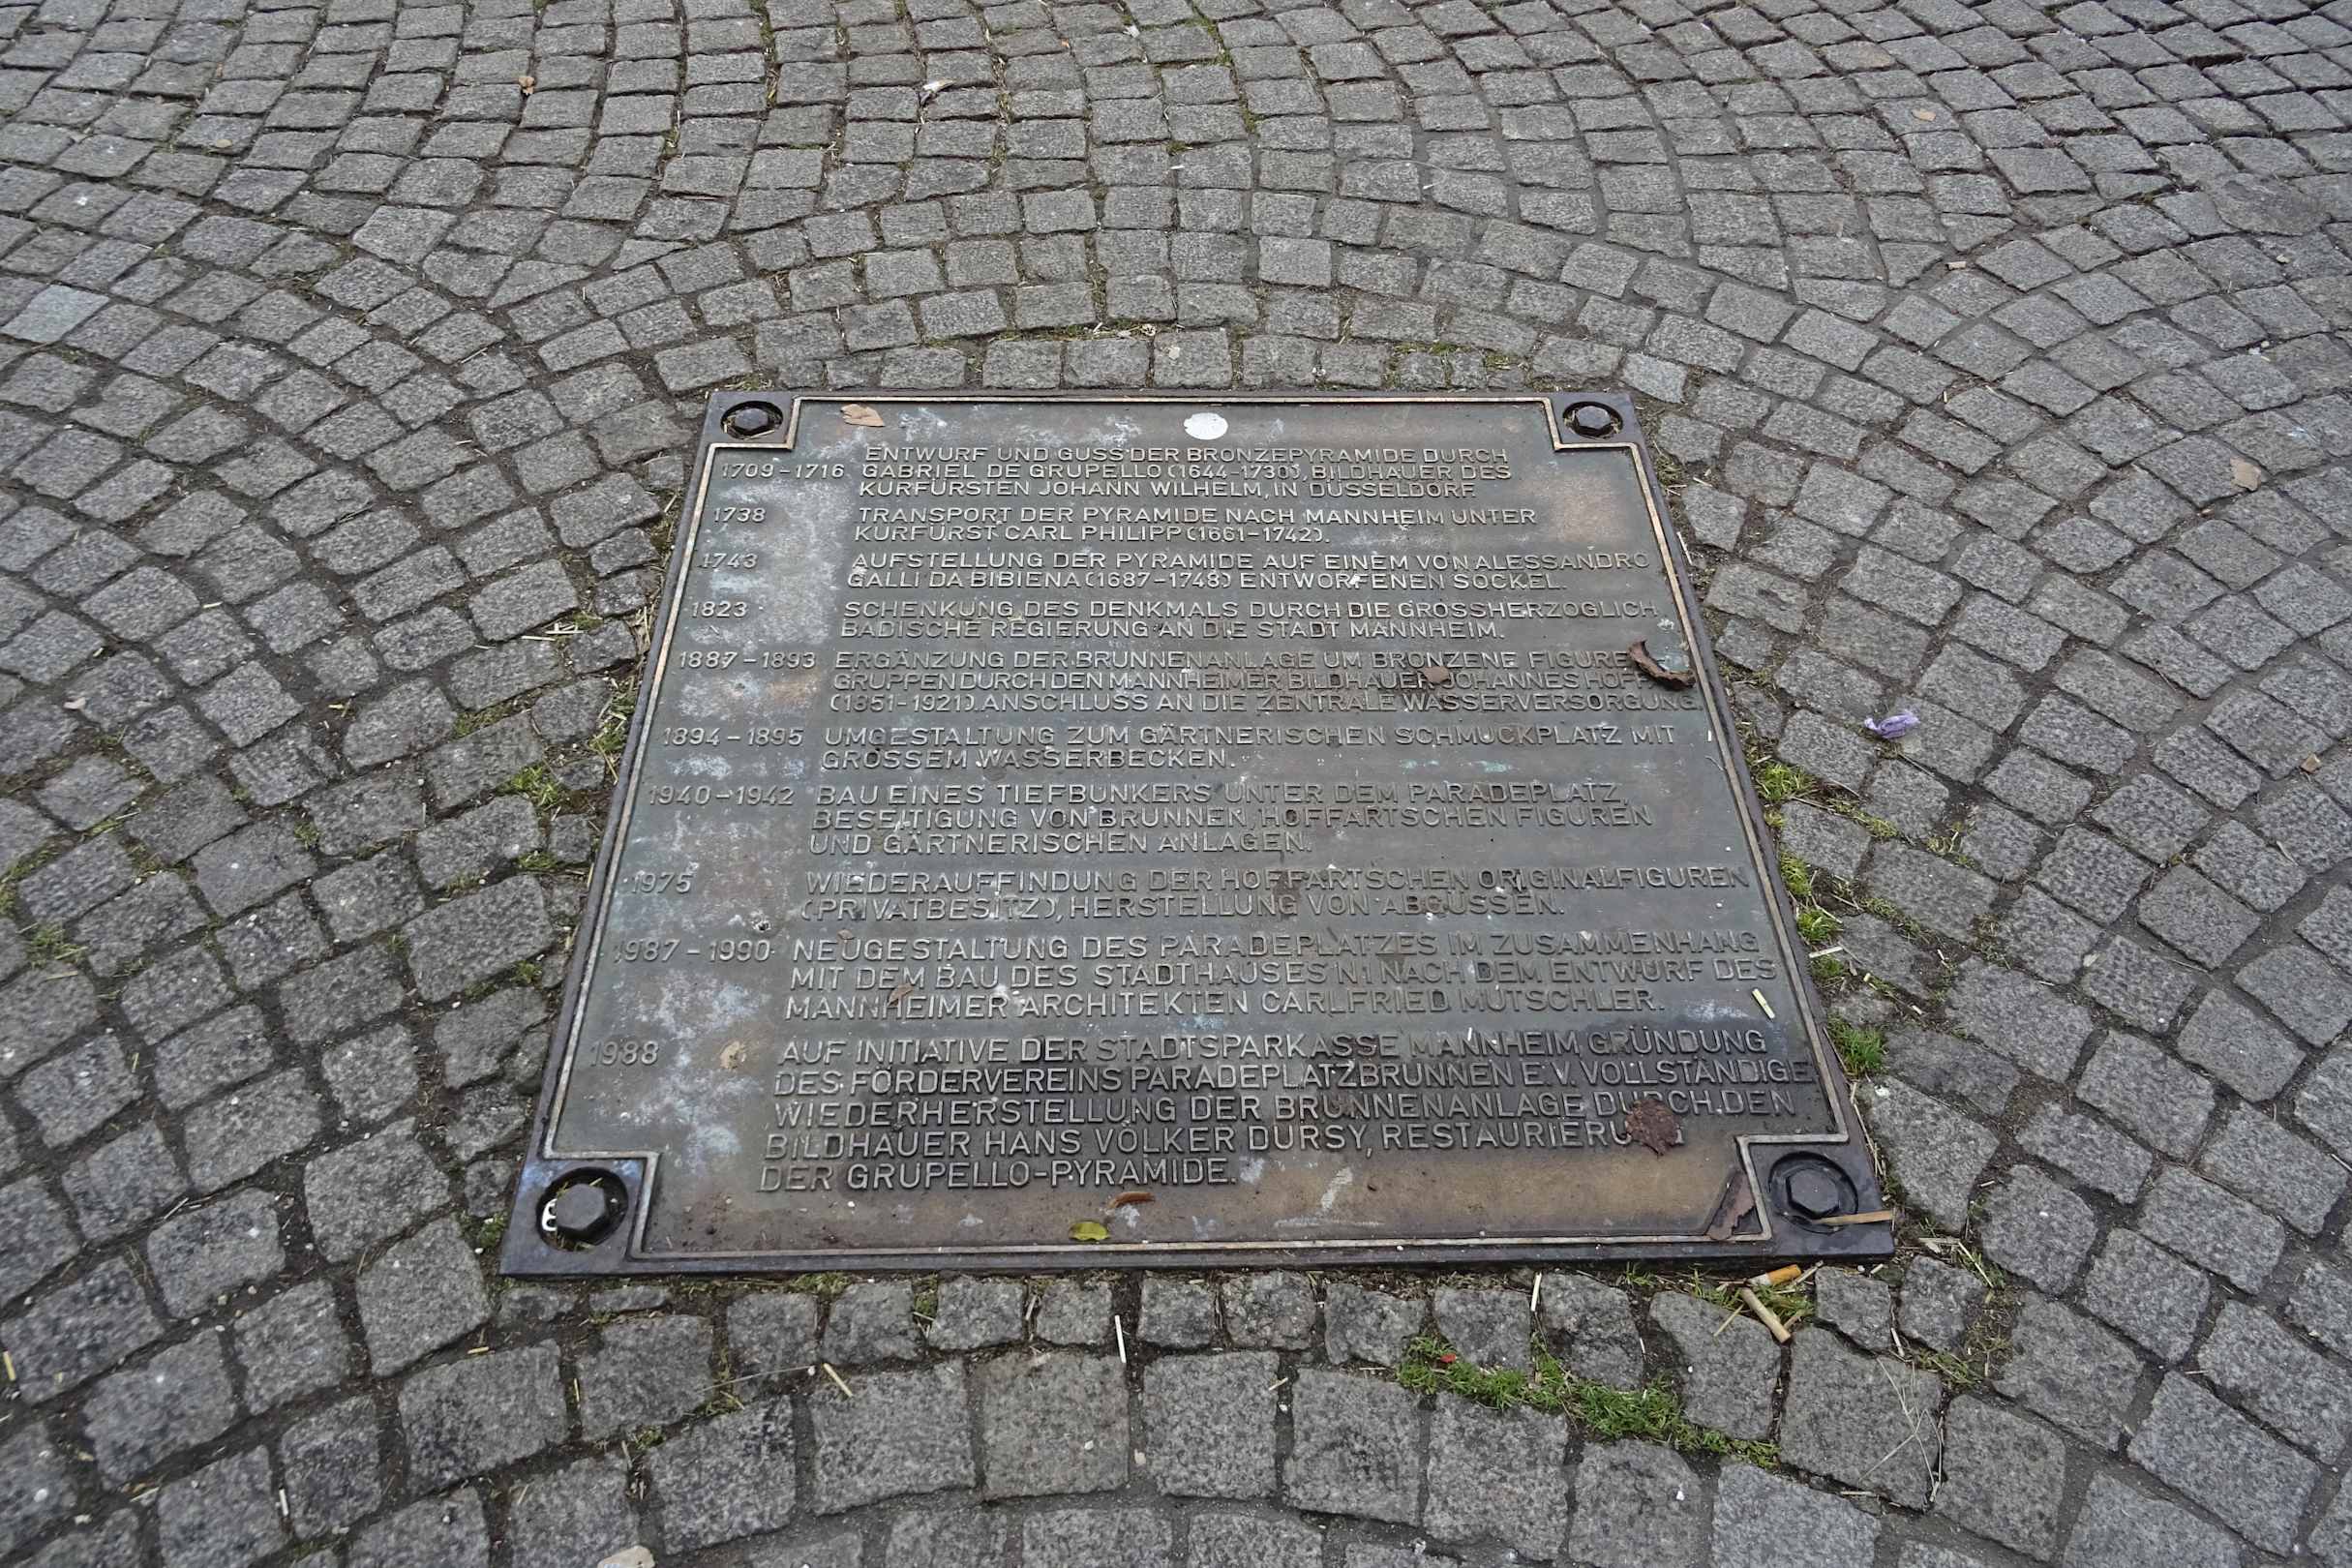 ENTWURF UND GUSS DER BRONZEPYRAMIDE DURCH
1709-1716 GABRIEL DE GRUPELLO (1644-1730), BILDHAUER DES
KURFÜRSTEN JOHANN WILHELM, IN DÜSSELDORF.
1738 TRANSPORT DER PYRAMIDE NACH MANNHEIM UNTER
KURFÜRST CARL PHILIPP (1661-1742).
1743 AUFSTELLUNG DER PYRAMIDE AUF EINEM VON ALESSANDRO
GALLI DA BIBIENA (1687-1748) ENTWORFENEN SOCKEL.
1823 SCHENKUNG DES DENKMALS DURCH DIE GROSSHERZOGLICH
BADISCHE REGIERUNG AN DIE STADT MANNHEIM.
1887-1893 ERGÄNZUNG DER BRUNNENANLAGE UM BRONZENE FIGURE
GRUPPEN DURCH DEN MANNHEIMER BILDHAUER JOHANNES HOFF
(1851-1921). ANSCHLUSS AN DIE ZENTRALE WASSERVERSORGUNG.
1894-1895 UMGESTALTUNG ZUM GÄRTNERISCHEN SCHMUCKPLATZ MIT
GROSSEM WASSERBECKEN.
1940-1942 BAU EINES TIEFBUNKERS UNTER DEM PARADEPLATZ,
BESEITIGUNG VON BRUNNEN, HOFFARTSCHEN FIGUREN
UND GÄRTNERISCHEN ANLAGEN.
1975 WIEDERAUFFINDUNG DER HOFFARTSCHEN ORIGINALFIGUREN
(PRIVATBESITZ), HERSTELLUNG VON ABGÜSSEN.
1987-1990 NEUGESTALTUNG DES PARADEPLATZES IM ZUSAMMENHANG
MIT DEM BAU DES STADTHAUSES N 1 NACH DEM ENTWURF DES
MANNHEIMER ARCHITEKTEN CARLFRIED MUTSCHLER.
1988 AUF INITIATIVE DER STADTSPARKASSE MANNHEIM GRÜNDUNG
DES FÖRDERVEREINS PARADEPLATZBRUNNEN E.V. VOLLSTÄNDIGE
WIEDERHERSTELLUNG DER BRUNNENANLAGE DURCH DEN
BILDHAUER HANS VOLKER DURSY, RESTAURIERUNG
DER GRUPELLO-PYRAMIDE.